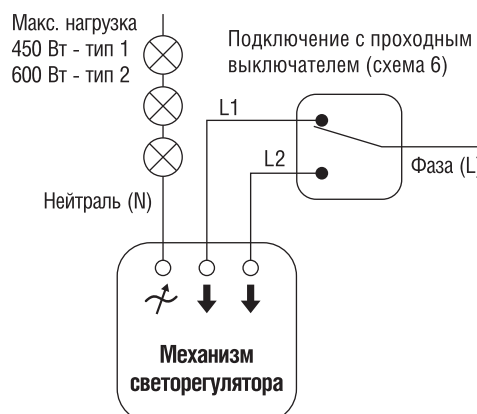 Макс. нагрузка
450 Вт - тип 1
600 Вт - тип 2
Подключение с проходным
выключателем (схема 6)
L1
L2
Фаза (L)
Нейтраль (N)
Механизм
светорегулятора